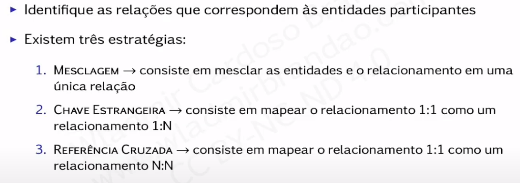 ▸ Identifique as relações que correspondem às entidades participantes
▸ Existem três estratégias:
1. MESCLAGEM → consiste em mesclar as entidades e o relacionamento em uma
única relação
2. CHAVE ESTRANGEIRA → consiste em mapear o relacionamento 1:1 como um
relacionamento 1:N
3. REFERÊNCIA CRUZADA → consiste em mapear o relacionamento 1:1 como um
relacionamento N:N